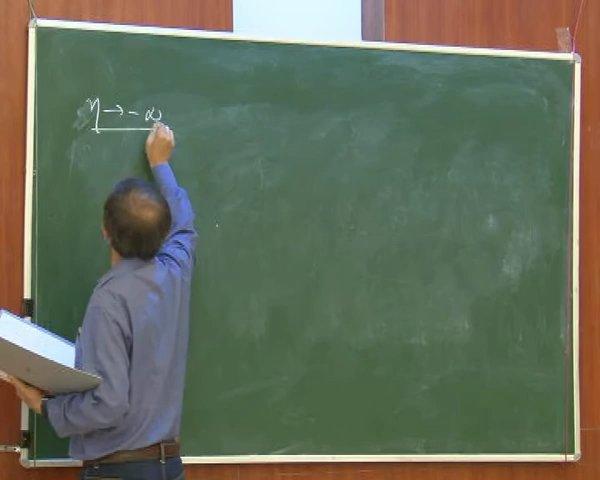 η → - ∞